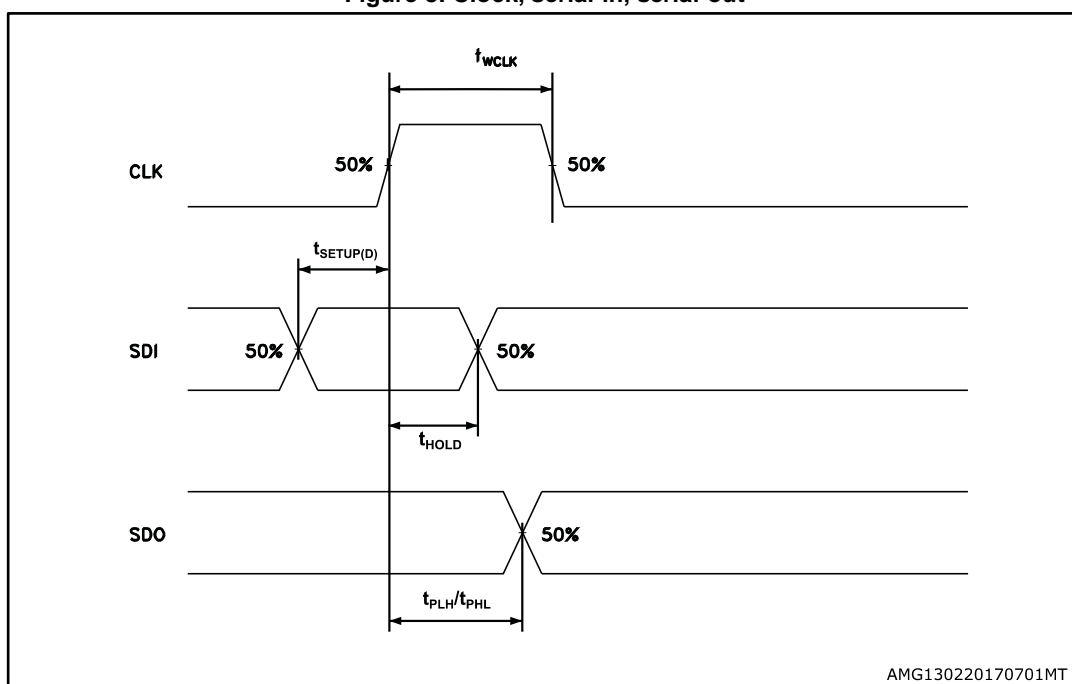 Figure Clock, serial-in, serial-out
tWCLK
CLK
50%
50%
tSETUP(D)
SDI
50%
50%
tHOLD
SDO
50%
tPLH/tPHL
AMG130220170701MT